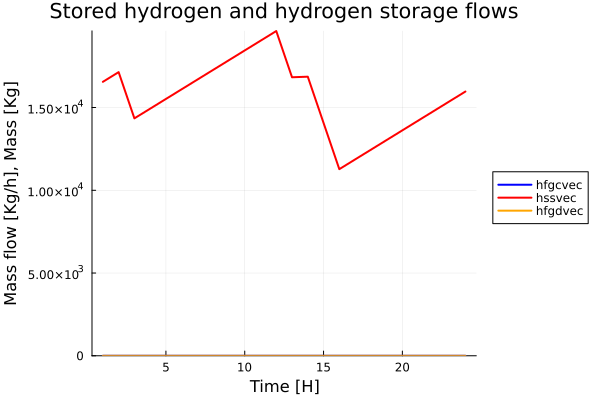 Stored hydrogen and hydrogen storage flows
Mass flow [Kg/h], Mass [Kg]
1.50×10⁴
1.00×10⁴
5.00×10³
0
5 10 15 20
Time [H]
hfgcvec
hssvec
hfgdvec